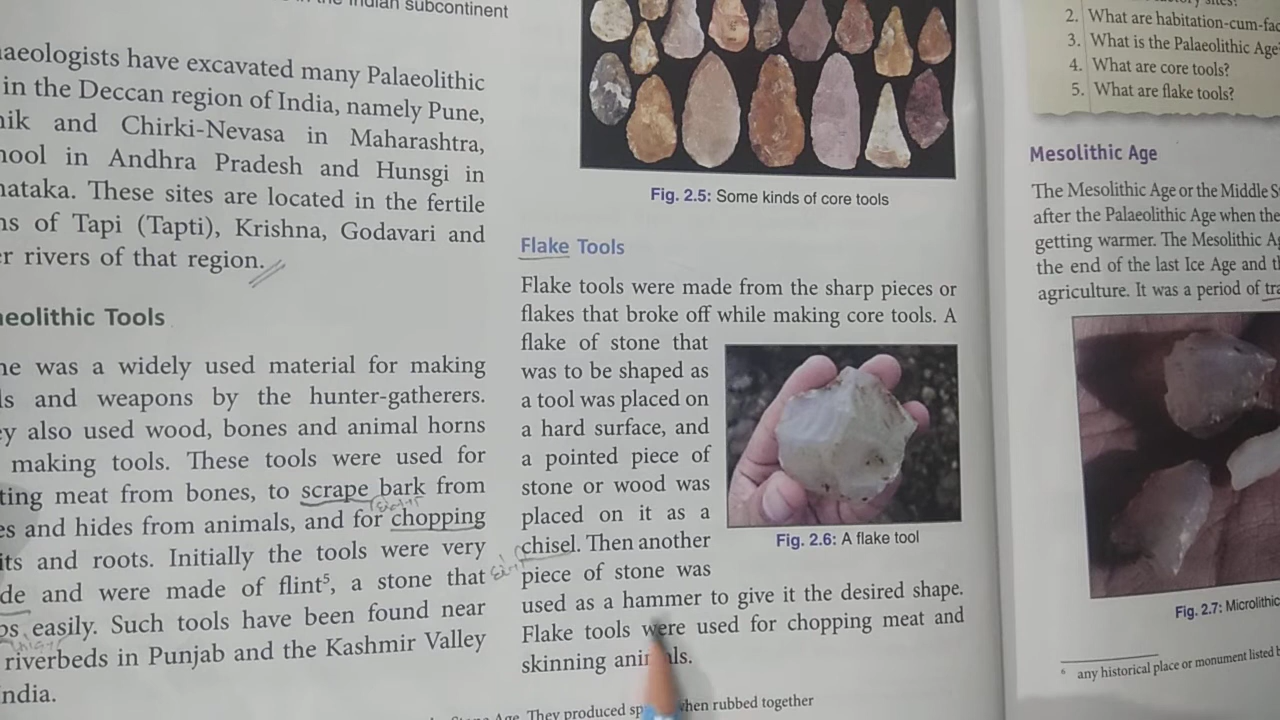 Indian subcontinent
haeologists have excavated many Palaeolithic
in the Deccan region of India, namely Pune,
hik and Chirki-Nevasa in Maharashtra,
nool in Andhra Pradesh and Hunsgi in
nataka. These sites are located in the fertile
ns of Tapi (Tapti), Krishna, Godavari and
er rivers of that region.
aeolithic Tools
ne was a widely used material for making
ls and weapons by the hunter-gatherers.
ey also used wood, bones and animal horns
making tools. These tools were used for
ting meat from bones, to scrape bark from
es and hides from animals, and for chopping
its and roots. Initially the tools were very
de and were made of flint⁵, a stone that
ps easily. Such tools have been found near
riverbeds in Punjab and the Kashmir Valley
ndia.
Fig. 2.5: Some kinds of core tools
Flake Tools
Flake tools were made from the sharp pieces or
flakes that broke off while making core tools. A
flake of stone that
was to be shaped as
a tool was placed on
a hard surface, and
a pointed piece of
stone or wood was
placed on it as a
chisel. Then another
piece of stone was
used as a hammer to give it the desired shape.
Flake tools were used for chopping meat and
skinning animals.
Fig. 2.6: A flake tool
Stone Age. They produced when rubbed together
2. What are habitation-cum-fac
3. What is the Palaeolithic Age
4. What are core tools?
5. What are flake tools?
Mesolithic Age
The Mesolithic Age or the Middle S
after the Palaeolithic Age when the
getting warmer. The Mesolithic Ag
the end of the last Ice Age and th
agriculture. It was a period of tra
Fig. 2.7: Microlithic
⁶ any historical place or monument listed b